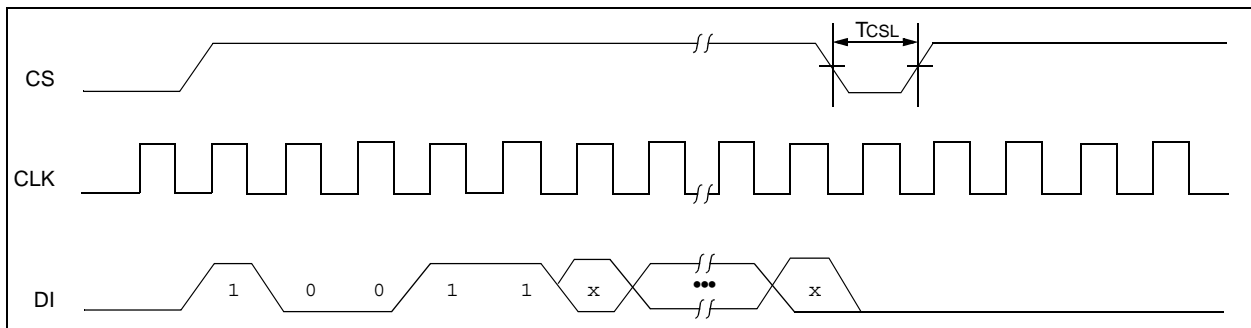 TCSL
CS
CLK
DI 1 0 0 1 1 x ••• x